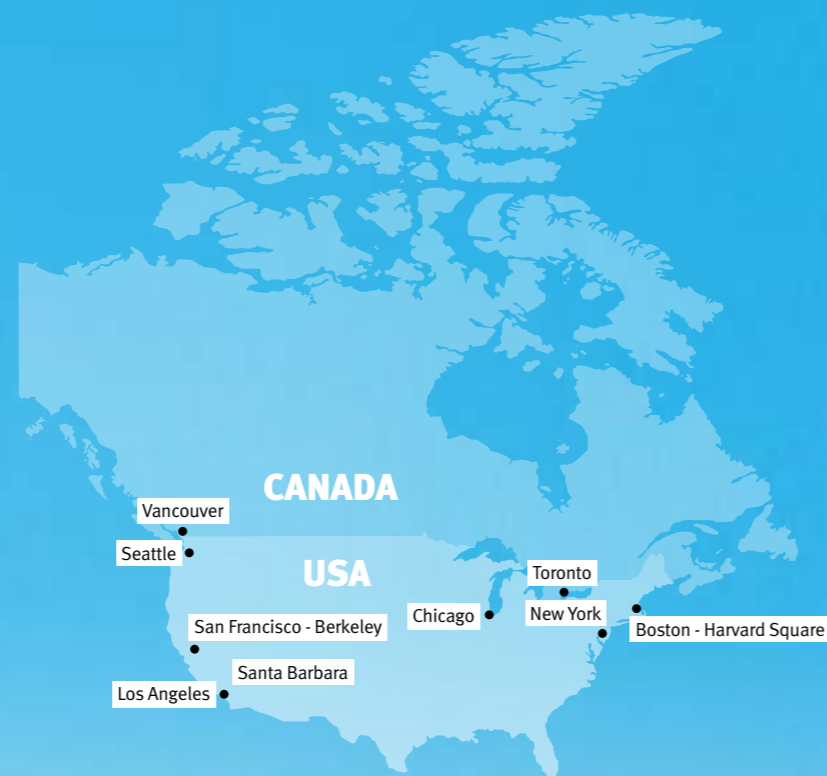 CANADA
Vancouver
Seattle
USA
Toronto
Chicago
New York
San Francisco - Berkeley
Boston - Harvard Square
Santa Barbara
Los Angeles